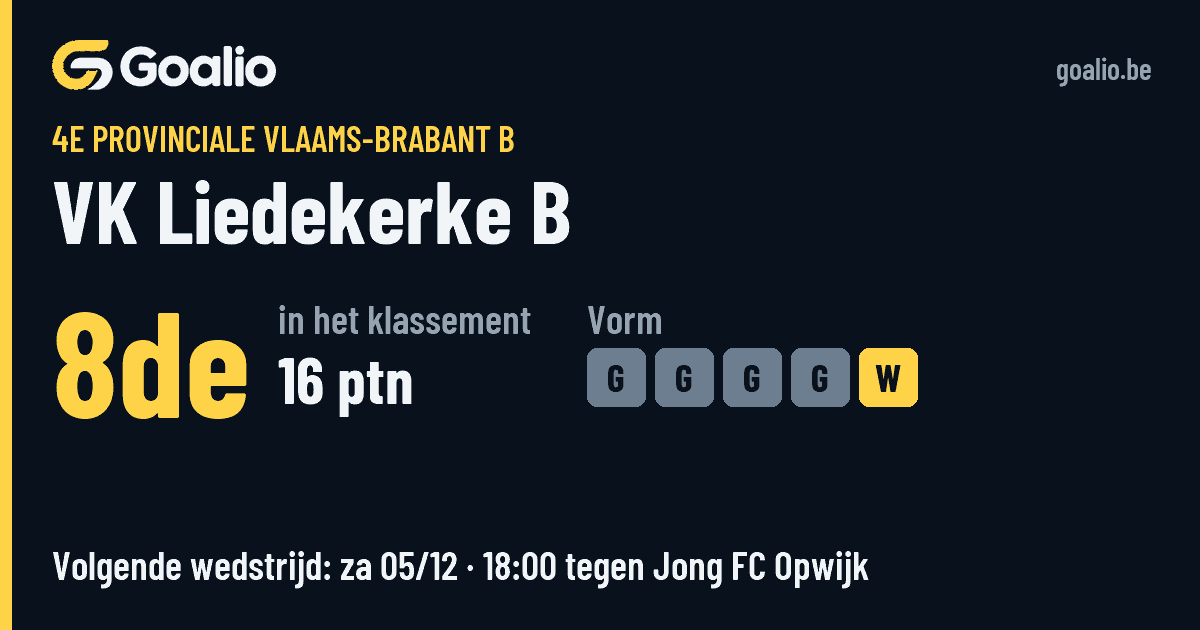 Goalio
goalio.be
4E PROVINCIALE VLAAMS-BRABANT B
VK Liedekerke B
8de
in het klassement
16 ptn
Vorm
G G G G W
Volgende wedstrijd: za 05/12 · 18:00 tegen Jong FC Opwijk